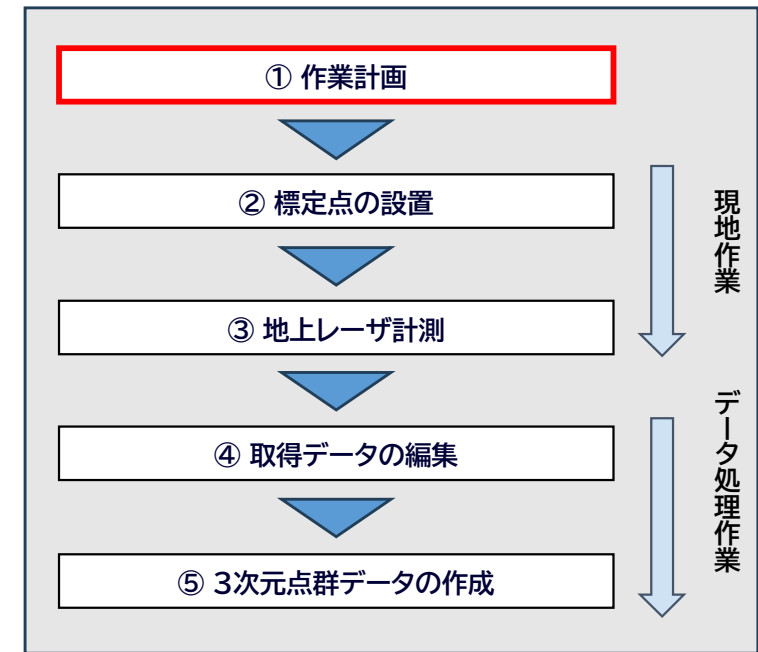 ① 作業計画
② 標定点の設置
現地作業
③ 地上レーザ計測
④ 取得データの編集
データ処理作業
⑤ 3次元点群データの作成